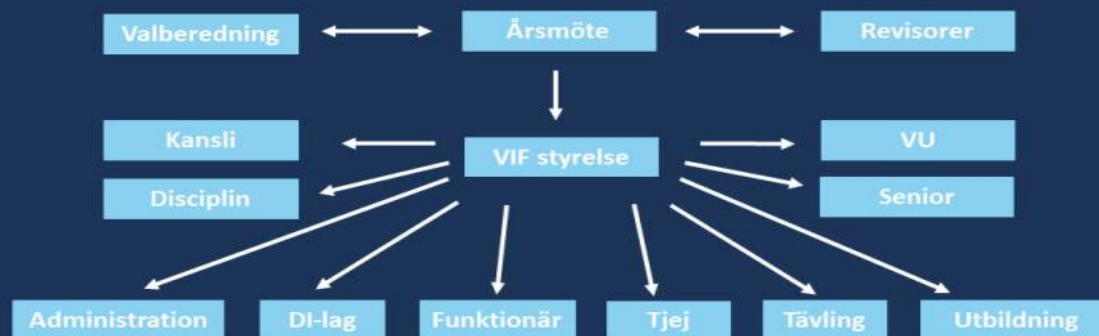 Valberedning
Årsmöte
Revisorer
Kansli
VIF styrelse
VU
Disciplin
Senior
Administration
DI-lag
Funktionär
Tjej
Tävling
Utbildning